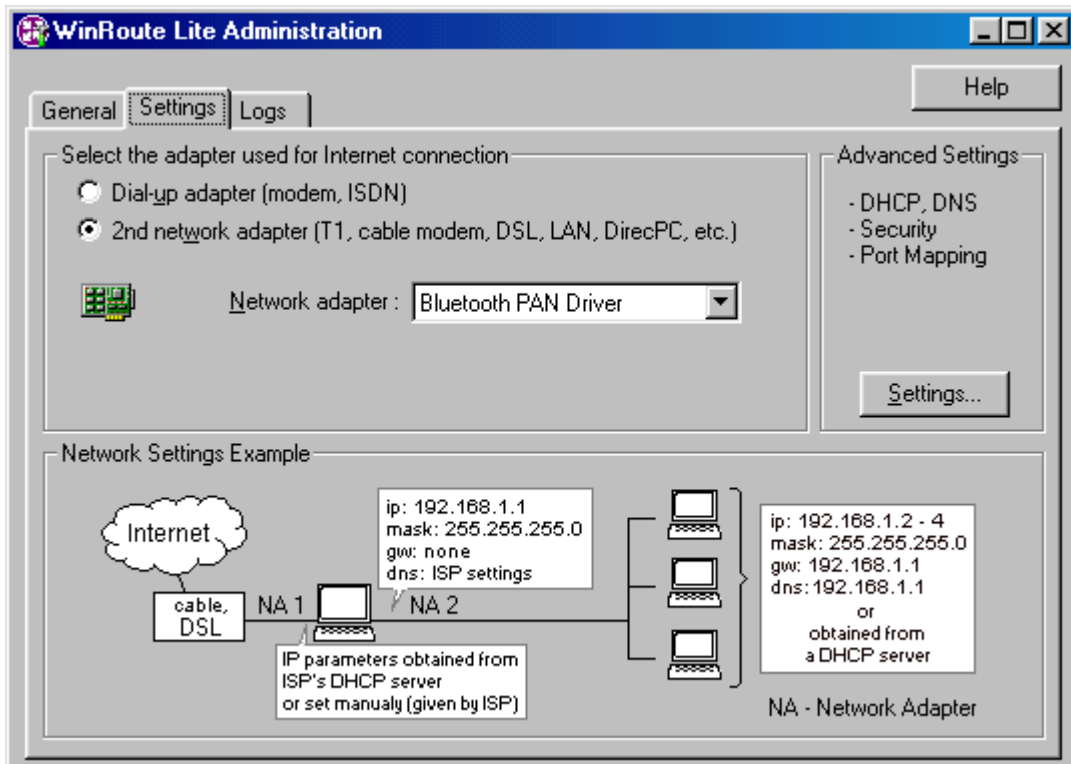 WinRoute Lite Administration
Help
General
Settings
Logs
Select the adapter used for Internet connection
Dial-up adapter (modem, ISDN)
2nd network adapter (T1, cable modem, DSL, LAN, DirecPC, etc.)
Network adapter :
Bluetooth PAN Driver
Advanced Settings
- DHCP, DNS
- Security
- Port Mapping
Settings...
Network Settings Example
Internet
cable,
DSL
NA 1
ip: 192.168.1.1
mask: 255.255.255.0
gw: none
dns: ISP settings
NA 2
IP parameters obtained from
ISP's DHCP server
or set manualy (given by ISP)
ip: 192.168.1.2 - 4
mask: 255.255.255.0
gw: 192.168.1.1
dns: 192.168.1.1
or
obtained from
a DHCP server
NA - Network Adapter